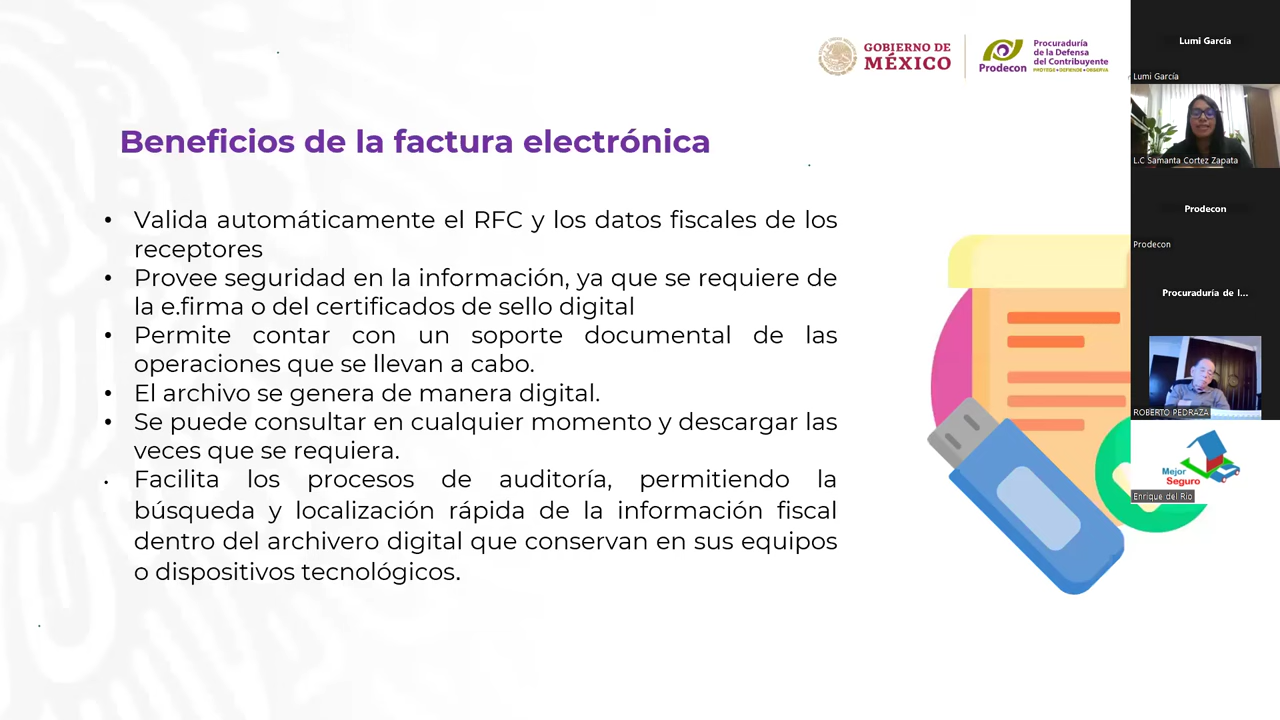 GOBIERNO DE
MÉXICO
Prodecon
Procuraduría
de la Defensa
del Contribuyente
PROTEGE • DEFIENDE • OBSERVA
Beneficios de la factura electrónica
• Valida automáticamente el RFC y los datos fiscales de los
receptores
• Provee seguridad en la información, ya que se requiere de
la e.firma o del certificados de sello digital
• Permite contar con un soporte documental de las
operaciones que se llevan a cabo.
• El archivo se genera de manera digital.
• Se puede consultar en cualquier momento y descargar las
veces que se requiera.
• Facilita los procesos de auditoría, permitiendo la
búsqueda y localización rápida de la información fiscal
dentro del archivero digital que conservan en sus equipos
o dispositivos tecnológicos.
Lumi García
Lumi García
L.C Samanta Cortez Zapata
Prodecon
Prodecon
Procuraduría de l...
ROBERTO PEDRAZA
Mejor
Seguro
Enrique del Rio